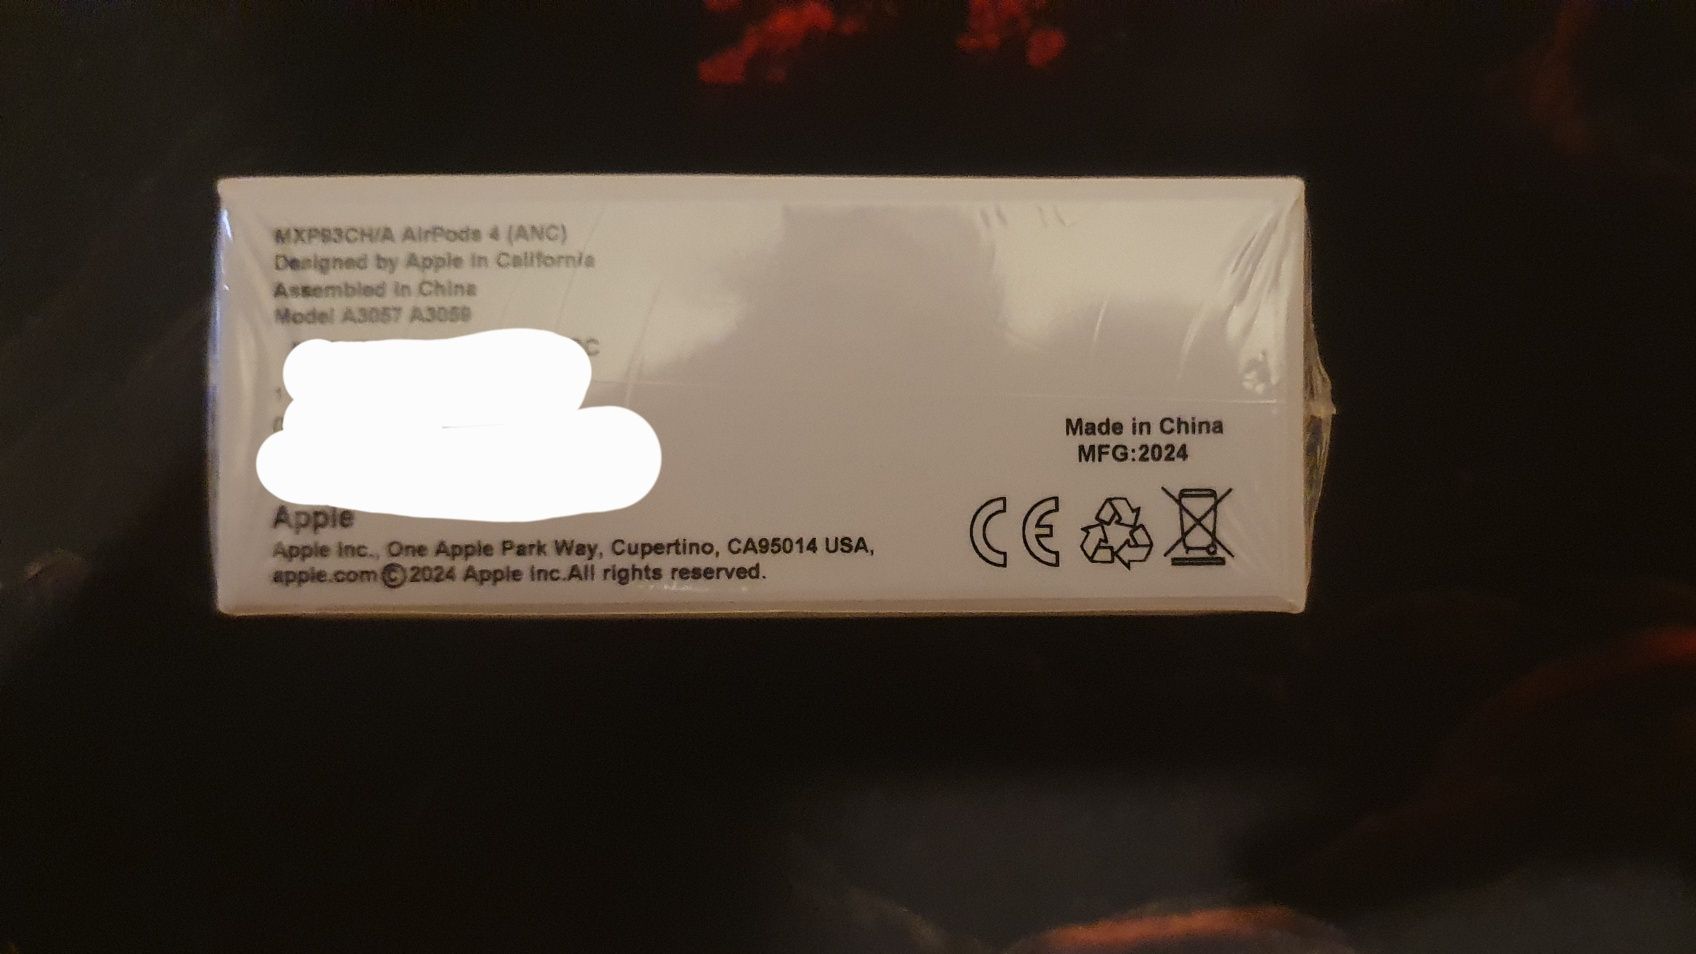 MXP93CH/A AirPods 4 (ANC)
Designed by Apple in California
Assembled in China
Model A3057 A3059
Apple
Apple Inc., One Apple Park Way, Cupertino, CA95014 USA,
apple.com©2024 Apple Inc.All rights reserved.
Made in China
MFG:2024
CE